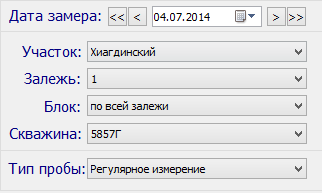 Дата замера: << < 04.07.2014 > >>
Участок: Хиагдинский
Залежь: 1
Блок: по всей залежи
Скважина: 5857Г
Тип пробы: Регулярное измерение